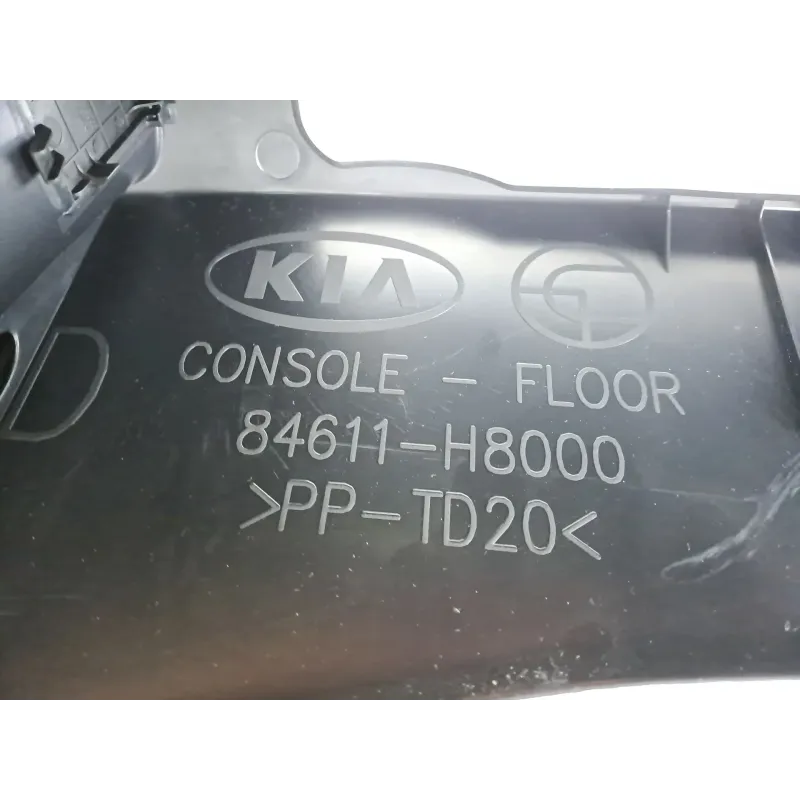 KIA
CONSOLE - FLOOR
84611-H8000
>PP-TD20<
D